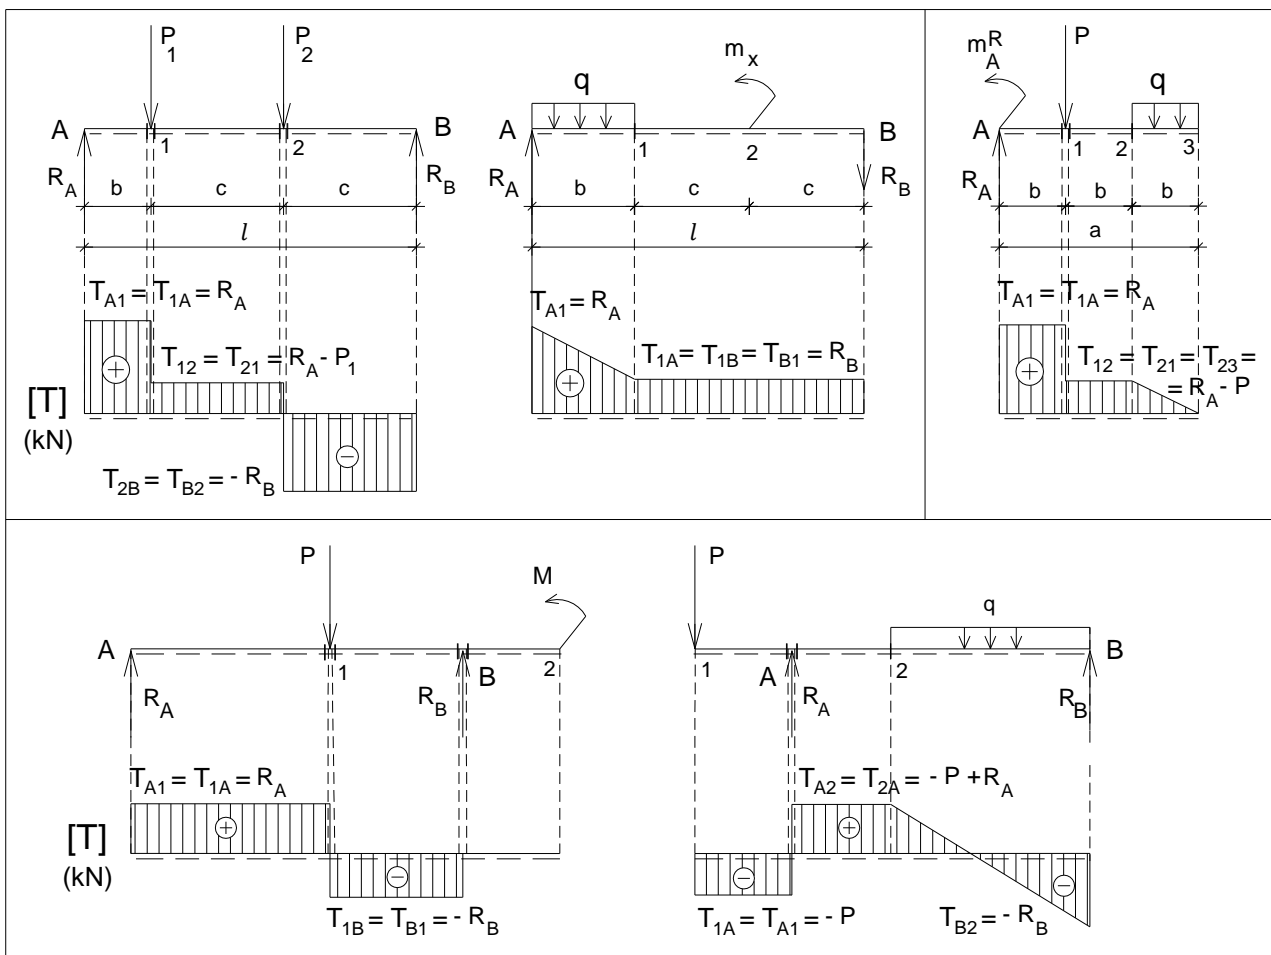 P1 P2
A B
1 2
RA RB
b c c
l
TA1 = T1A = RA
T12 = T21 = RA - P1
+
[T]
(kN)
−
T2B = TB2 = - RB
q mx
A B
1 2
RA RB
b c c
l
TA1 = RA
T1A = T1B = TB1 = RB
+
mAR P
q
A 1 2 3
RA
b b b
a
TA1 = T1A = RA
T12 = T21 = T23 =
= RA - P
+
P M
A 1 B 2
RA RB
TA1 = T1A = RA
+
[T]
(kN)
−
T1B = TB1 = - RB
P q
1 A 2 B
RA RB
TA2 = T2A = - P + RA
+
− −
T1A = TA1 = - P TB2 = - RB